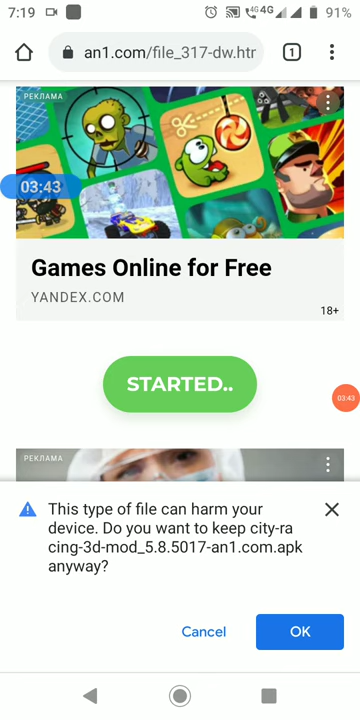 7:19
4G 4G
91%
an1.com/file_317-dw.htr
1
РЕКЛАМА
03:43
Games Online for Free
YANDEX.COM
18+
STARTED..
03:43
РЕКЛАМА
This type of file can harm your
device. Do you want to keep city-ra
cing-3d-mod_5.8.5017-an1.com.apk
anyway?
Cancel
OK